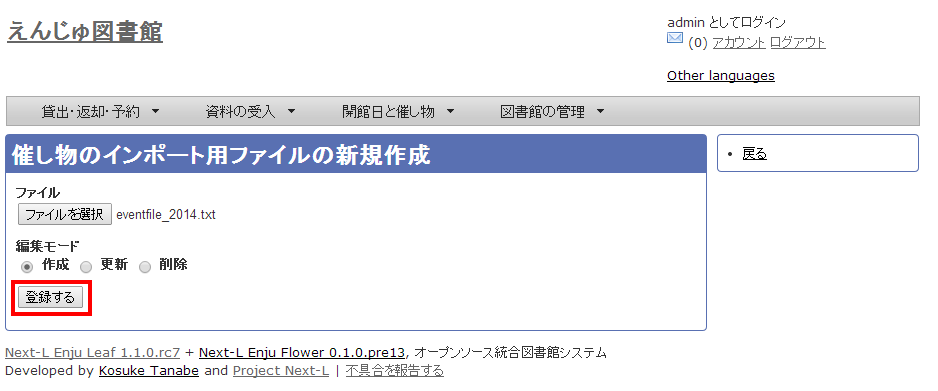 えんじゅ図書館
admin としてログイン
(0) アカウント ログアウト
Other languages
貸出・返却・予約 ▼ 資料の受入 ▼ 開館日と催し物 ▼ 図書館の管理 ▼
催し物のインポート用ファイルの新規作成
ファイル
ファイルを選択 eventfile_2014.txt
編集モード
作成 更新 削除
登録する
• 戻る
Next-L Enju Leaf 1.1.0.rc7 + Next-L Enju Flower 0.1.0.pre13, オープンソース統合図書館システム
Developed by Kosuke Tanabe and Project Next-L | 不具合を報告する